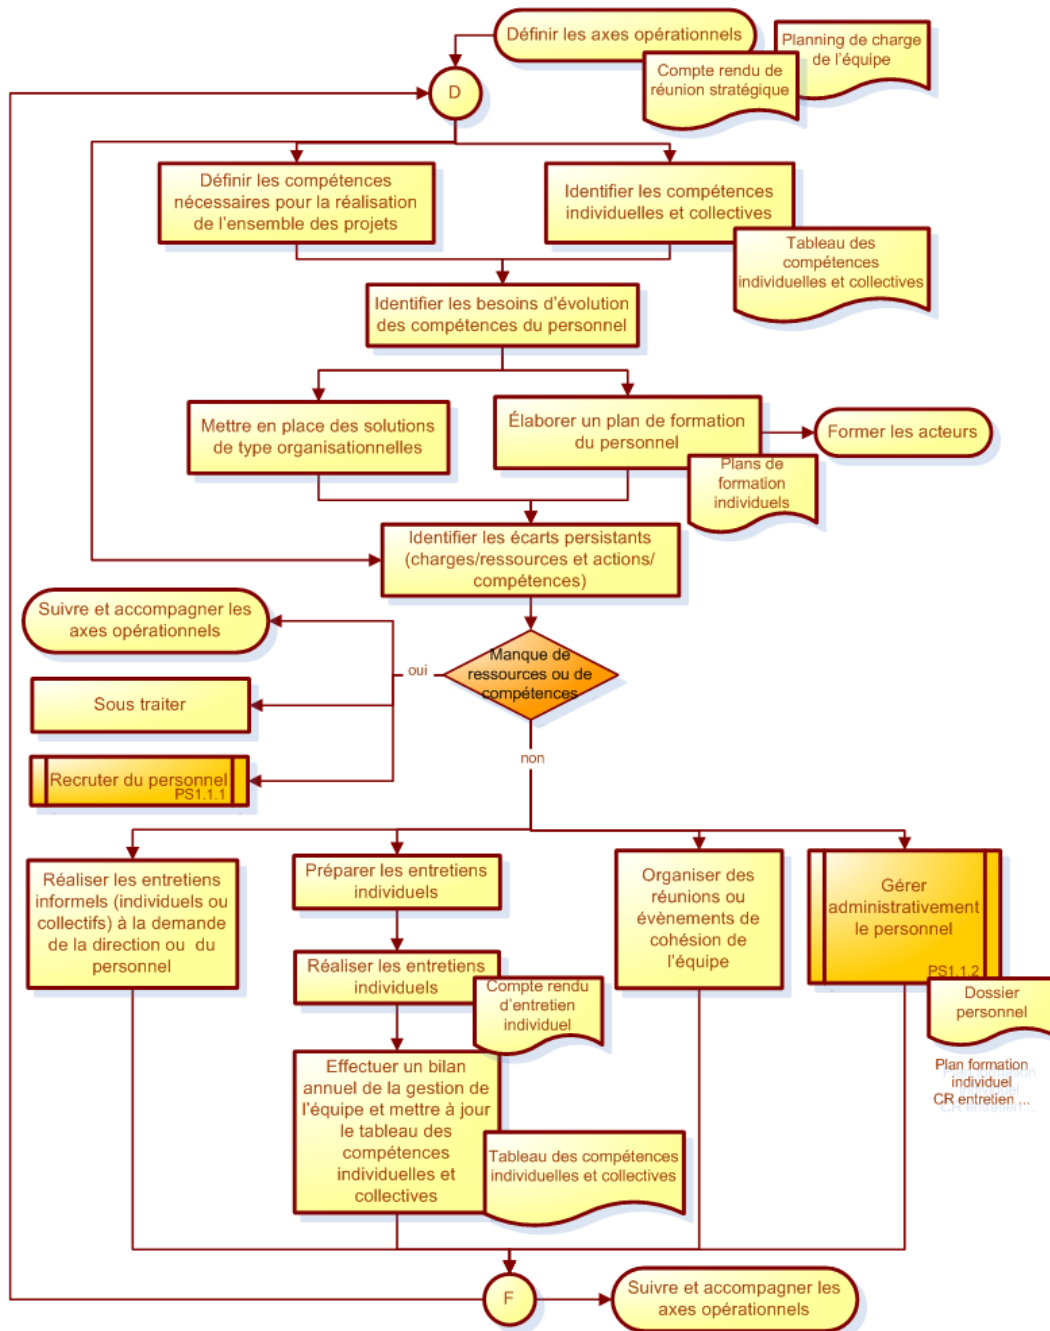 Définir les axes opérationnels
Planning de charge
de l'équipe
Compte rendu de
réunion stratégique
D
Définir les compétences
nécessaires pour la réalisation
de l'ensemble des projets
Identifier les compétences
individuelles et collectives
Tableau des
compétences
individuelles et collectives
Identifier les besoins d'évolution
des compétences du personnel
Mettre en place des solutions
de type organisationnelles
Élaborer un plan de formation
du personnel
Former les acteurs
Plans de
formation
individuels
Identifier les écarts persistants
(charges/ressources et actions/
compétences)
Suivre et accompagner les
axes opérationnels
Manque de
ressources ou de
compétences
oui
Sous traiter
Recruter du personnel
PS1.1.1
non
Réaliser les entretiens
informels (individuels ou
collectifs) à la demande
de la direction ou du
personnel
Préparer les entretiens
individuels
Réaliser les entretiens
individuels
Compte rendu
d'entretien
individuel
Effectuer un bilan
annuel de la gestion de
l'équipe et mettre à jour
le tableau des
compétences
individuelles et
collectives
Tableau des compétences
individuelles et collectives
Organiser des
réunions ou
évènements de
cohésion de
l'équipe
Gérer
administrativement
le personnel
PS1.1.2
Dossier
personnel
Plan formation
individuel
CR entretien ...
F
Suivre et accompagner les
axes opérationnels